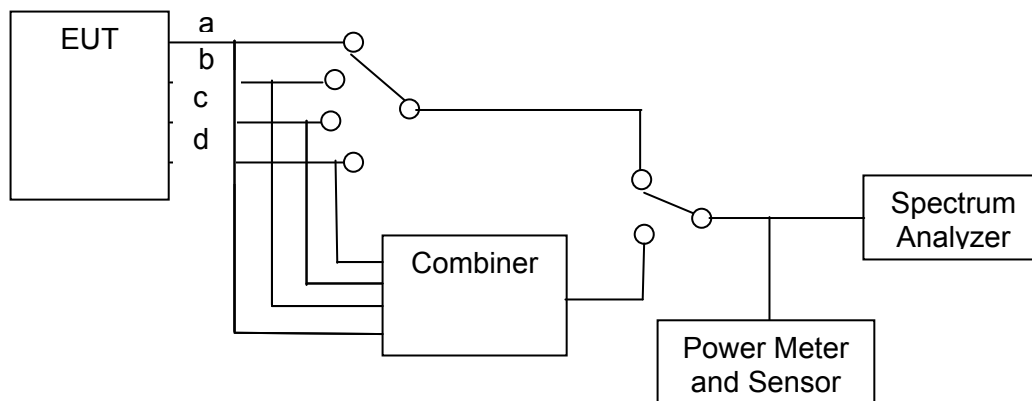 EUT
a
b
c
d
Combiner
Spectrum
Analyzer
Power Meter
and Sensor